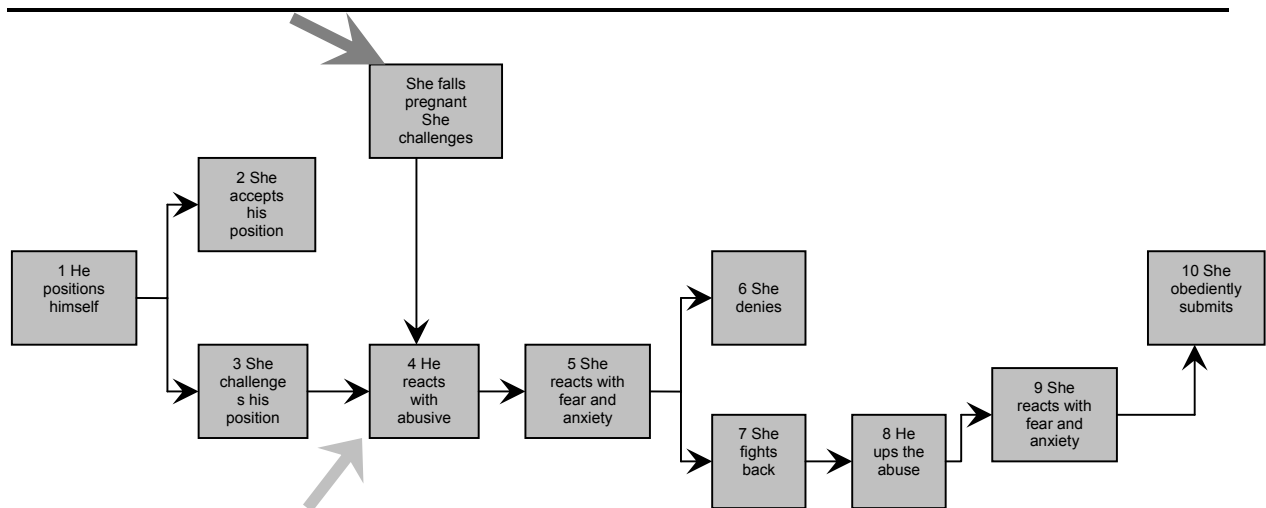 She falls
pregnant
She
challenges
2 She
accepts
his
position
1 He
positions
himself
3 She
challenge
s his
position
4 He
reacts
with
abusive
5 She
reacts with
fear and
anxiety
6 She
denies
7 She
fights
back
8 He
ups the
abuse
9 She
reacts with
fear and
anxiety
10 She
obediently
submits